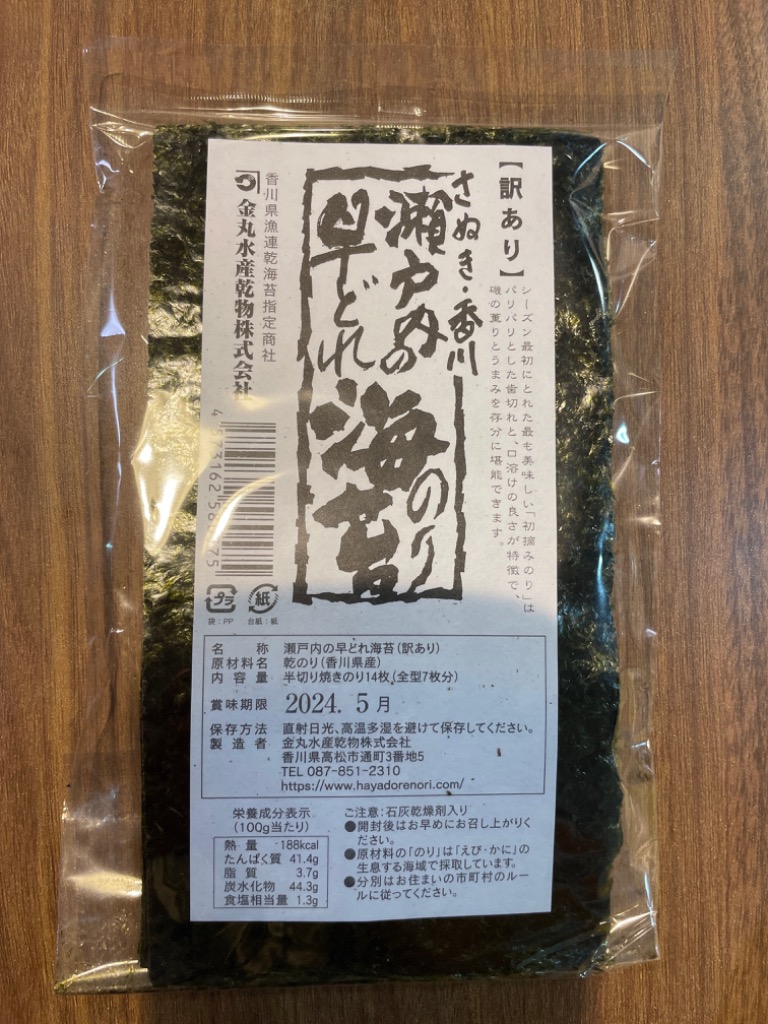 【訳あり】
シーズン最初にとれた最も美味しい「初摘みのり」は
パリパリとした歯切れと、口溶けの良さが特徴で、
磯の薫りとうまみを存分に堪能できます。
さぬき・香川
瀬戸内の
早どれ
海苔
のり
香川県漁連乾海苔指定商社
金丸水産乾物株式会社
プラ
袋:PP
紙
台紙:紙
名称 瀬戸内の早どれ海苔(訳あり)
原材料名 乾のり(香川県産)
内容量 半切り焼きのり14枚(全型7枚分)
賞味期限 2024. 5月
保存方法 直射日光、高温多湿を避けて保存してください。
製造者 金丸水産乾物株式会社
香川県高松市通町3番地5
TEL 087-851-2310
https://www.hayadorenori.com/
栄養成分表示
(100g当たり)
熱量 188kcal
たんぱく質 41.4g
脂質 3.7g
炭水化物 44.3g
食塩相当量 1.3g
ご注意:石灰乾燥剤入り
●開封後はお早めにお召し上がりく
ださい。
●原材料の「のり」は「えび・かに」の
生息する海域で採取しています。
●分別はお住まいの市町村のルー
ルに従ってください。